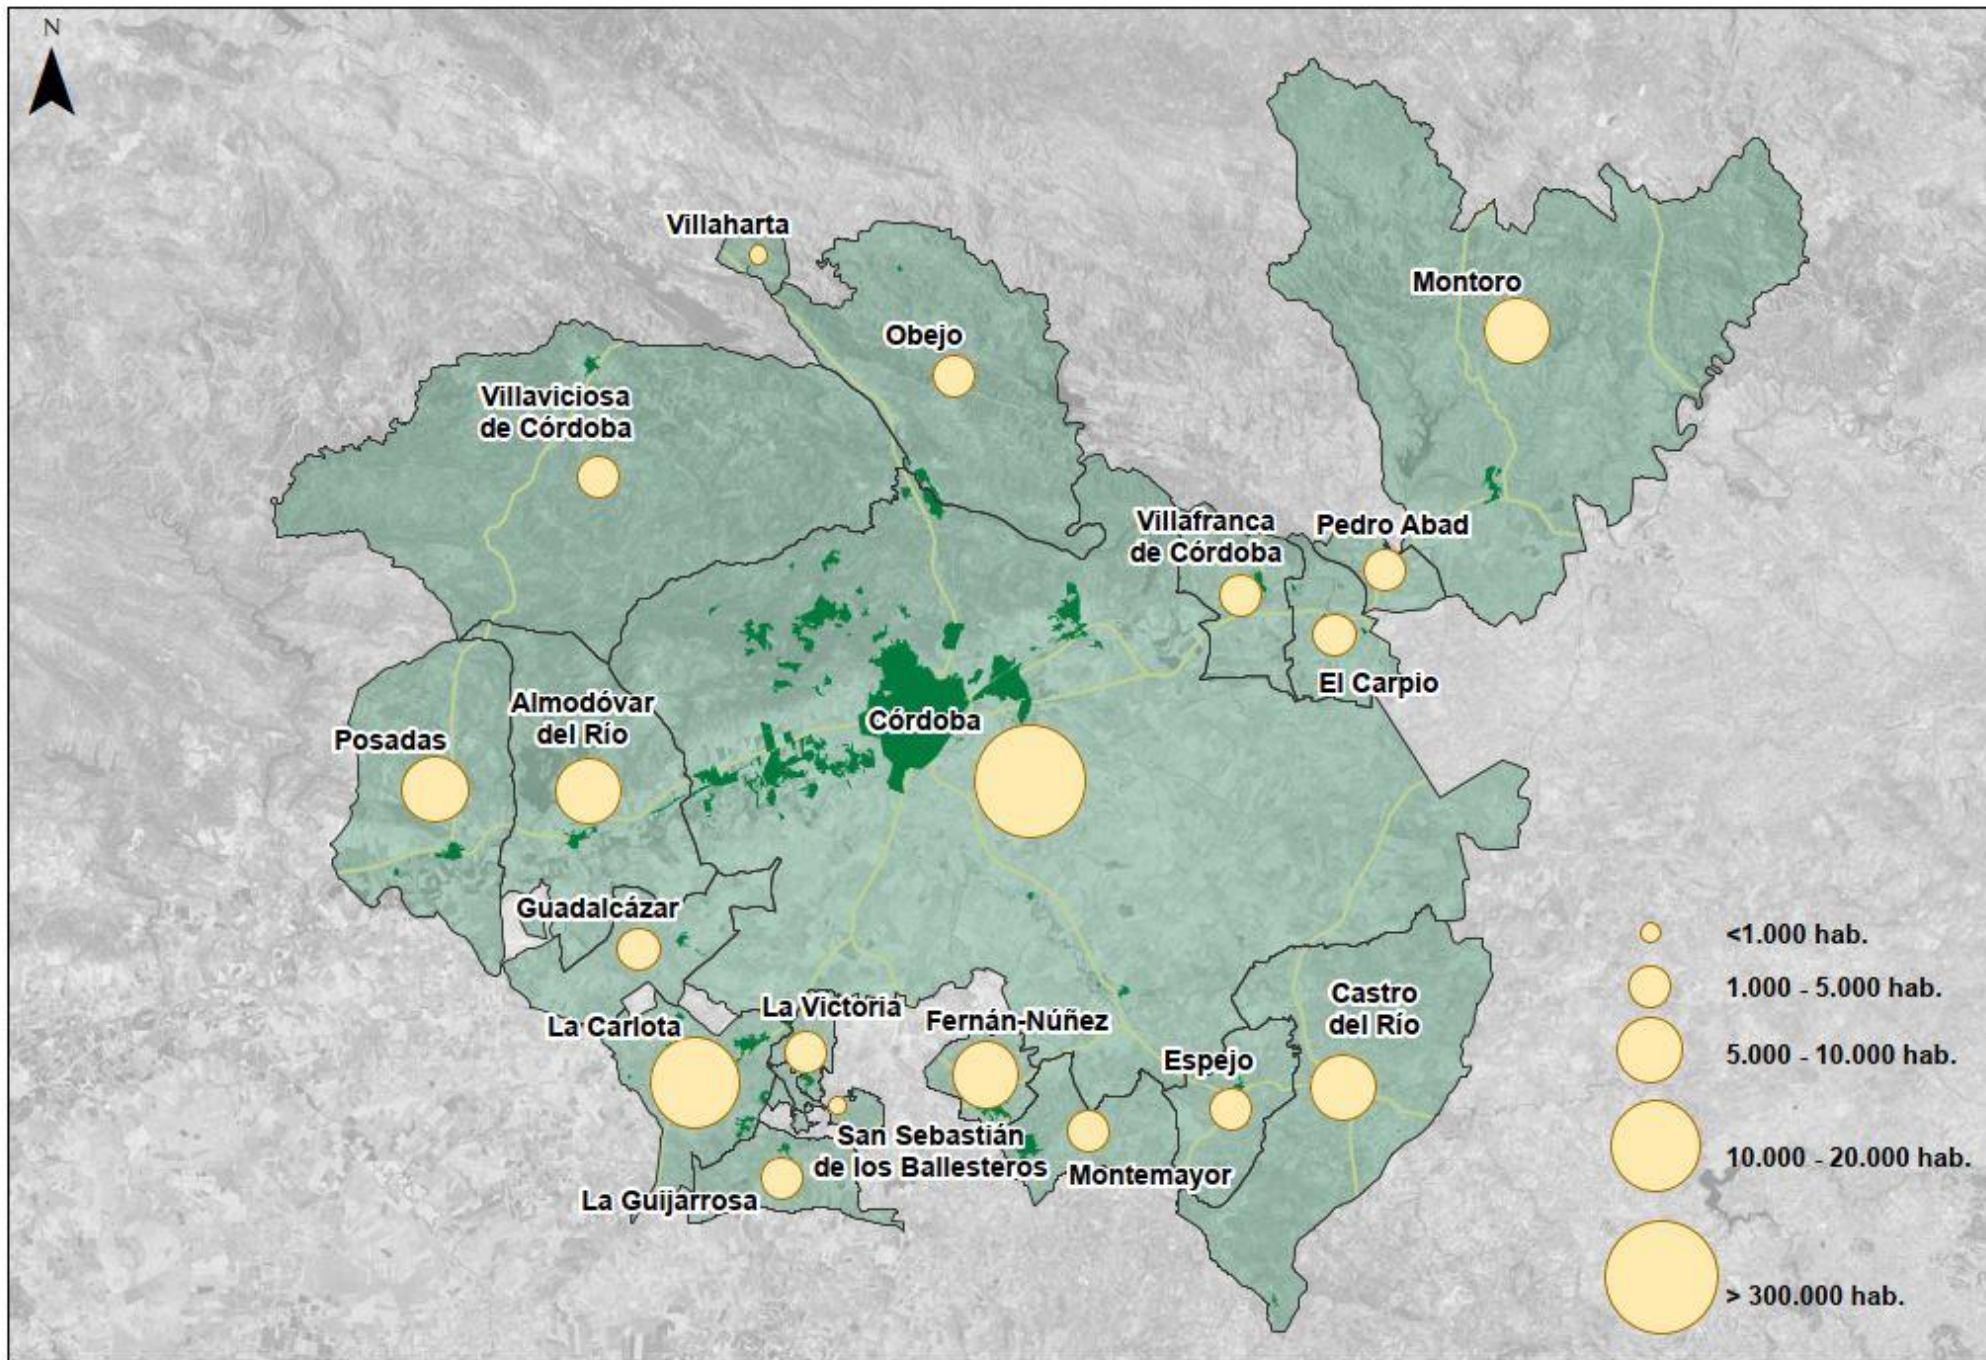 N
Villaharta
Montoro
Obejo
Villaviciosa
de Córdoba
Villafranca
de Córdoba
Pedro Abad
El Carpio
Almodóvar
del Río
Córdoba
Posadas
Guadalcázar
La Carlota
La Victoria
Fernán-Núñez
Castro
del Río
Espejo
San Sebastián
de los Ballesteros
Montemayor
La Guijarrosa
<1.000 hab.
1.000 - 5.000 hab.
5.000 - 10.000 hab.
10.000 - 20.000 hab.
> 300.000 hab.